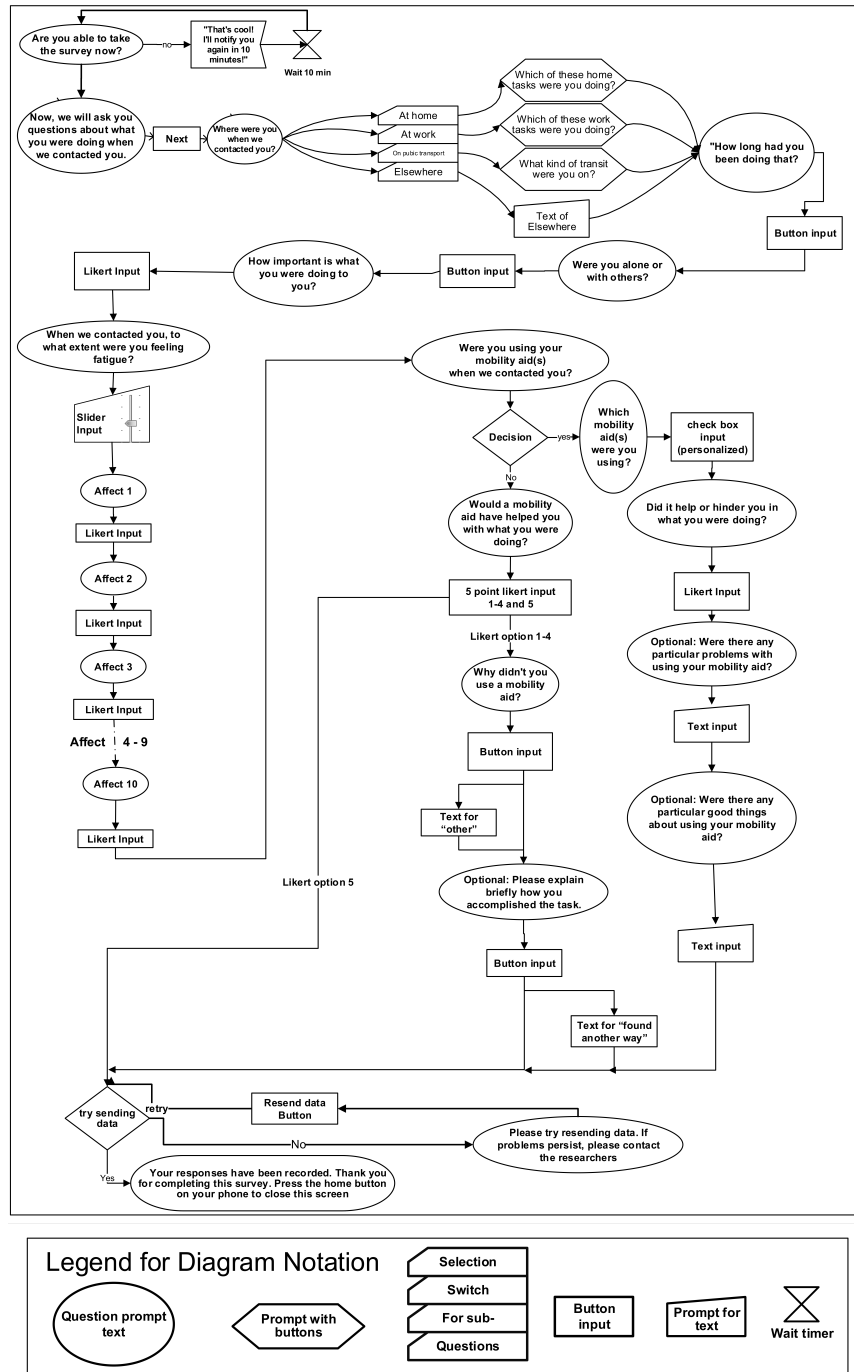 Are you able to take
the survey now?
no
"That's cool!
I'll notify you
again in 10
minutes!"
Wait 10 min
Now, we will ask you
questions about what
you were doing when
we contacted you.
Next
Where were you
when we
contacted you?
At home
At work
On pubic transport
Elsewhere
Which of these home
tasks were you doing?
Which of these work
tasks were you doing?
What kind of transit
were you on?
Text of
Elsewhere
"How long had you
been doing that?
Button input
Were you alone or
with others?
Button input
How important is what
you were doing to
you?
Likert Input
When we contacted you, to
what extent were you feeling
fatigue?
Slider
Input
Affect 1
Likert Input
Affect 2
Likert Input
Affect 3
Likert Input
Affect 4 - 9
Affect 10
Likert Input
Were you using your
mobility aid(s)
when we contacted you?
Decision
yes
No
Which
mobility
aid(s)
were you
using?
check box
input
(personalized)
Would a mobility
aid have helped you
with what you were
doing?
Did it help or hinder you in
what you were doing?
5 point likert input
1-4 and 5
Likert Input
Likert option 1-4
Optional: Were there any
particular problems with
using your mobility aid?
Why didn't you
use a mobility
aid?
Text input
Button input
Optional: Were there any
particular good things
about using your mobility
aid?
Text for
“other”
Likert option 5
Optional: Please explain
briefly how you
accomplished the task.
Text input
Button input
Text for “found
another way”
try sending
data
retry
Resend data
Button
No
Please try resending data. If
problems persist, please contact
the researchers
Yes
Your responses have been recorded. Thank you
for completing this survey. Press the home button
on your phone to close this screen
Legend for Diagram Notation
Question prompt
text
Prompt with
buttons
Selection
Switch
For sub-
Questions
Button
input
Prompt for
text
Wait timer